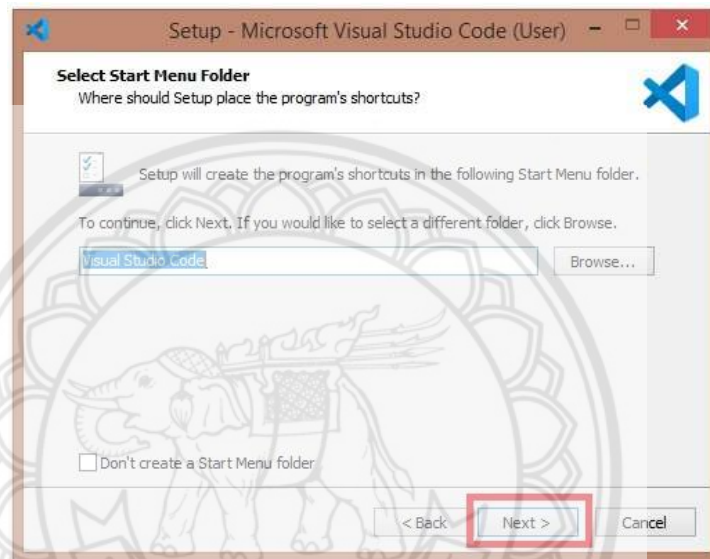 Setup - Microsoft Visual Studio Code (User)
Select Start Menu Folder
Where should Setup place the program's shortcuts?
Setup will create the program's shortcuts in the following Start Menu folder.
To continue, click Next. If you would like to select a different folder, click Browse.
Visual Studio Code
Browse...
Don't create a Start Menu folder
< Back
Next >
Cancel